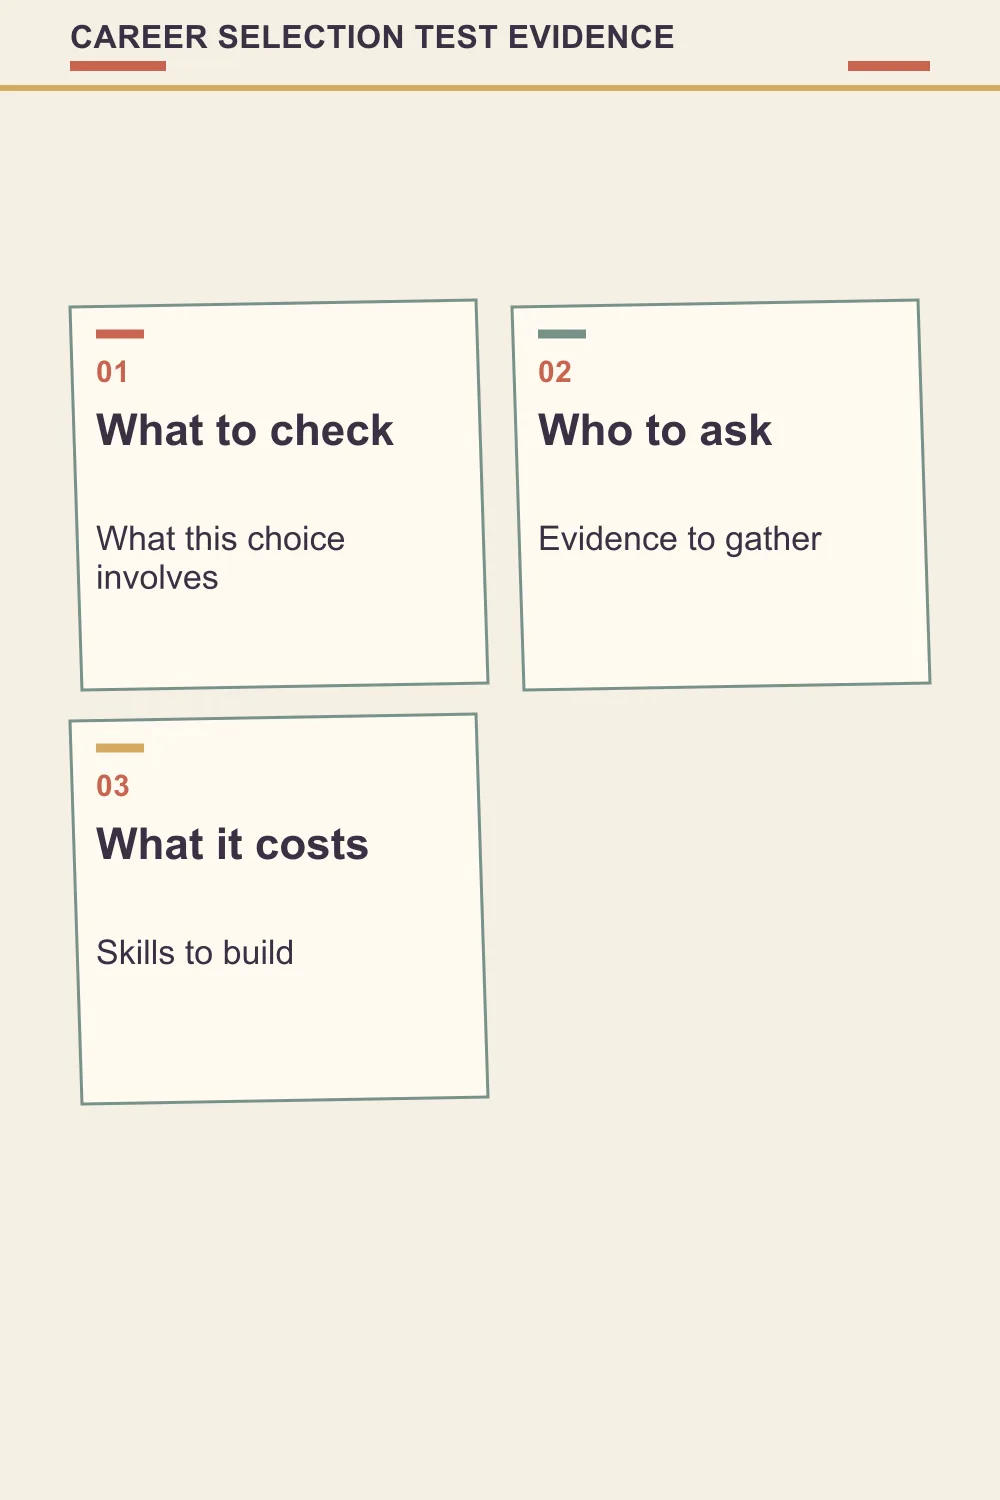 CAREER SELECTION TEST EVIDENCE
01
What to check
What this choice
involves
02
Who to ask
Evidence to gather
03
What it costs
Skills to build